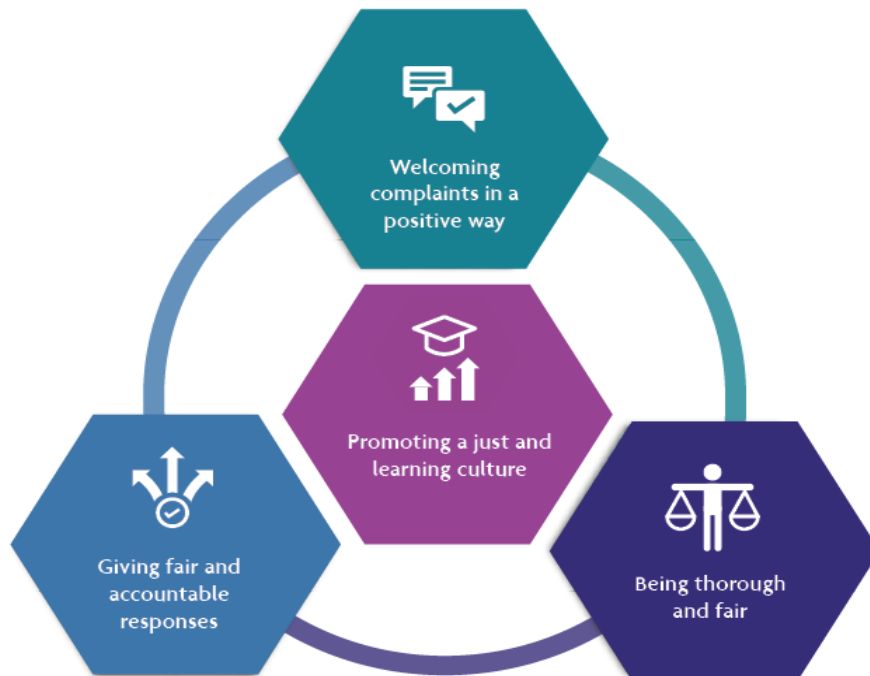 Welcoming
complaints in a
positive way
Promoting a just and
learning culture
Giving fair and
accountable
responses
Being thorough
and fair